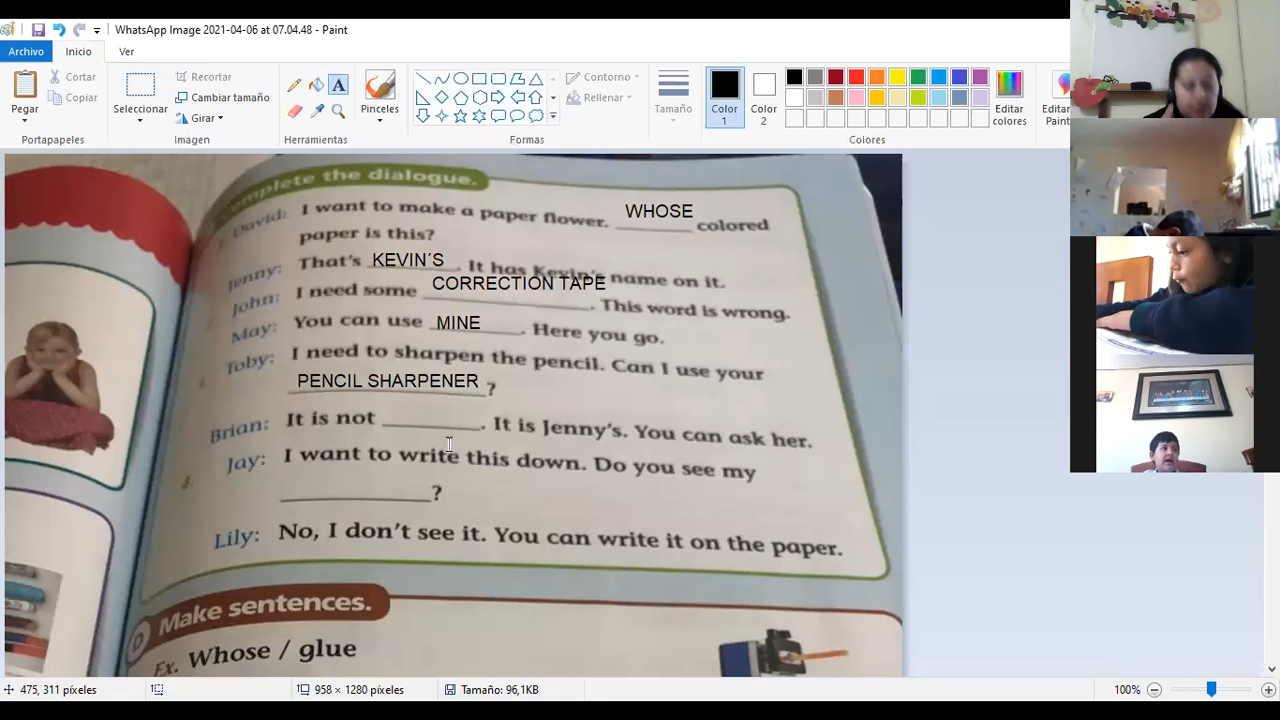 WhatsApp Image 2021-04-06 at 07.04.48 - Paint
Archivo Inicio Ver
Pegar
Cortar
Copiar
Portapapeles
Seleccionar
Recortar
Cambiar tamaño
Girar
Imagen
A
Herramientas
Pinceles
Contorno
Rellenar
Formas
Tamaño
Color
1
Color
2
Editar
colores
Editar
Paint
Colores
complete the dialogue.
1. David: I want to make a paper flower. WHOSE colored
paper is this?
Jenny: That's KEVIN´S. It has Kevin's name on it.
John: I need some CORRECTION TAPE. This word is wrong.
May: You can use MINE. Here you go.
Toby: I need to sharpen the pencil. Can I use your
PENCIL SHARPENER?
Brian: It is not ________. It is Jenny's. You can ask her.
4. Jay: I want to write this down. Do you see my
____________?
Lily: No, I don't see it. You can write it on the paper.
D Make sentences.
Ex. Whose / glue
475, 311 píxeles
958 × 1280 píxeles
Tamaño: 96,1KB
100%